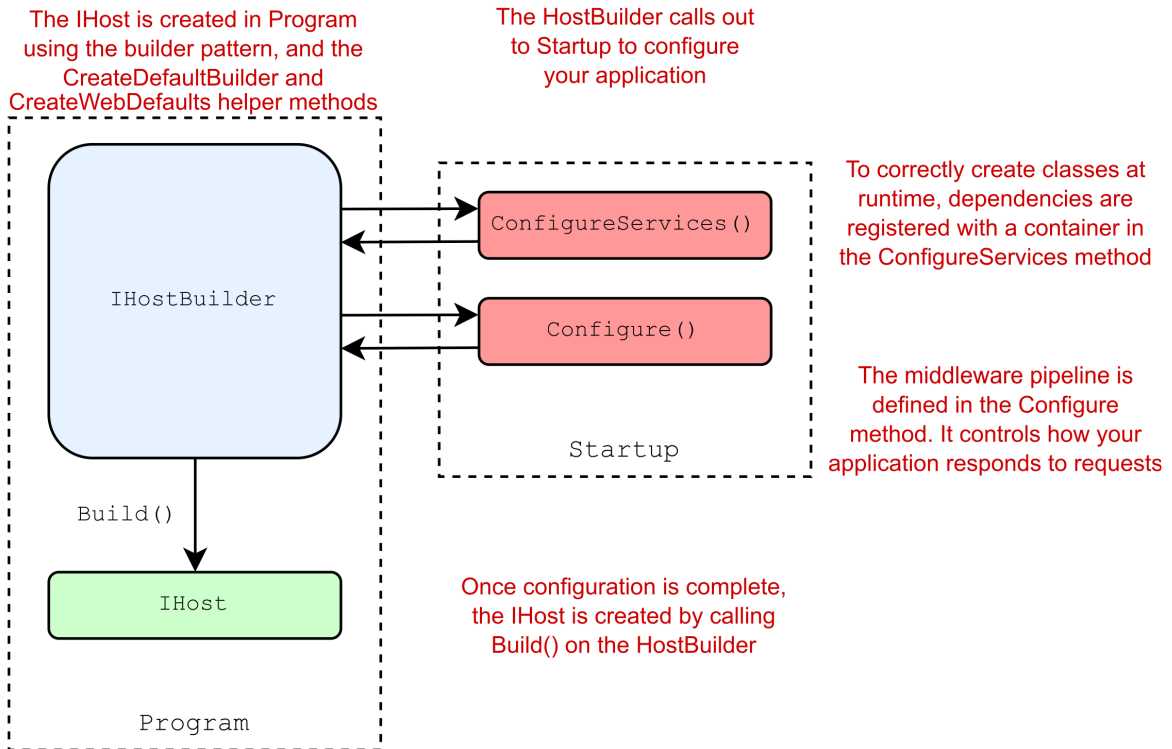 The IHost is created in Program
using the builder pattern, and the
CreateDefaultBuilder and
CreateWebDefaults helper methods
The HostBuilder calls out
to Startup to configure
your application
IHostBuilder
ConfigureServices()
Configure()
Startup
To correctly create classes at
runtime, dependencies are
registered with a container in
the ConfigureServices method
The middleware pipeline is
defined in the Configure
method. It controls how your
application responds to requests
Build()
IHost
Program
Once configuration is complete,
the IHost is created by calling
Build() on the HostBuilder